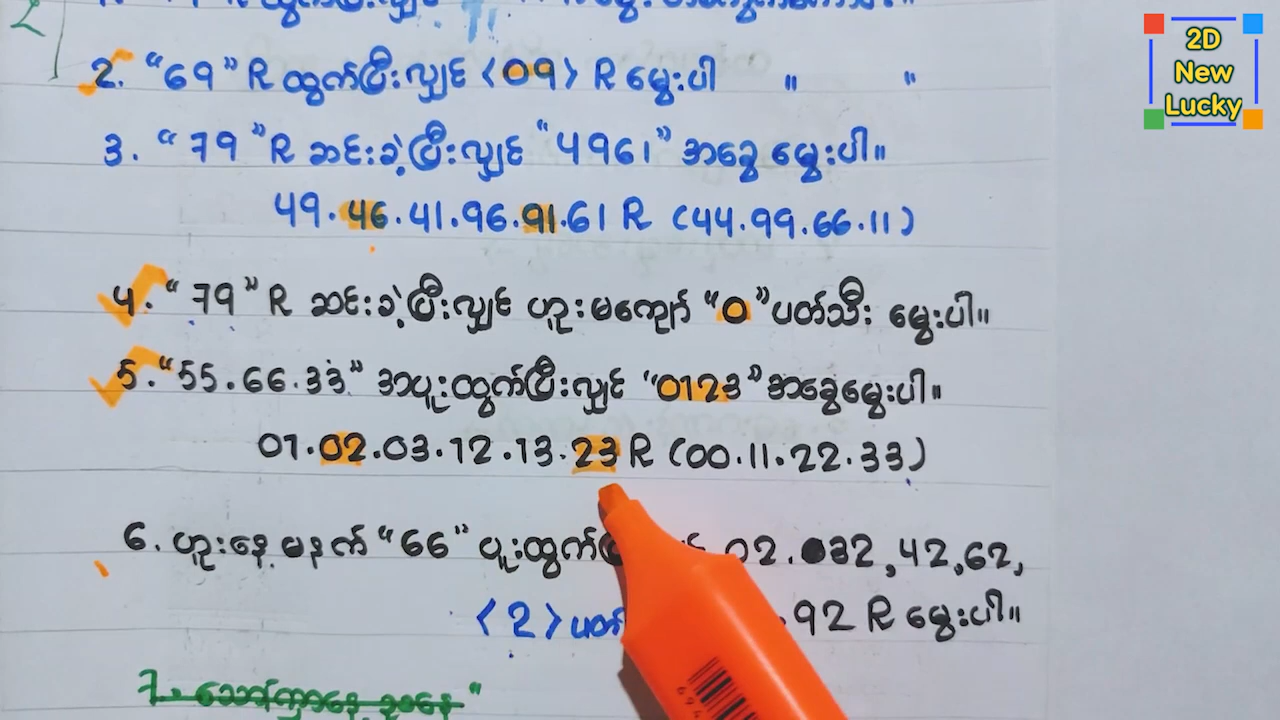 2. "69" R ထွက်ပြီးလျှင် <09> R မွေးပါ " "
3. "79" R ဆင်းခဲ့ပြီးလျှင် "4961" အခွေ မွေးပါ။
49.46.41.96.91.61 R (44.99.66.11)
4. "79" R ဆင်းခဲ့ပြီးလျှင် ဟူးမကျော် "0" ပတ်သီး မွေးပါ။
5. "55.66.33" အပူးထွက်ပြီးလျှင် "0123" အခွေမွေးပါ။
01.02.03.12.13.23 R (00.11.22.33)
6. ဟူးနေ့ မနက် "66" ပူးထွက် 02. 32, 42, 62,
<2> ပတ် .92 R မွေးပါ။
7.
2D
New
Lucky